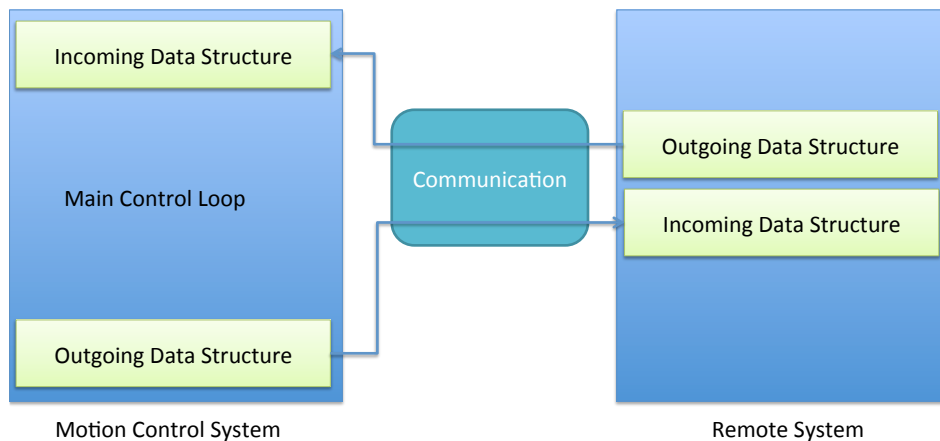 Incoming Data Structure
Outgoing Data Structure
Communication
Main Control Loop
Incoming Data Structure
Outgoing Data Structure
Motion Control System
Remote System